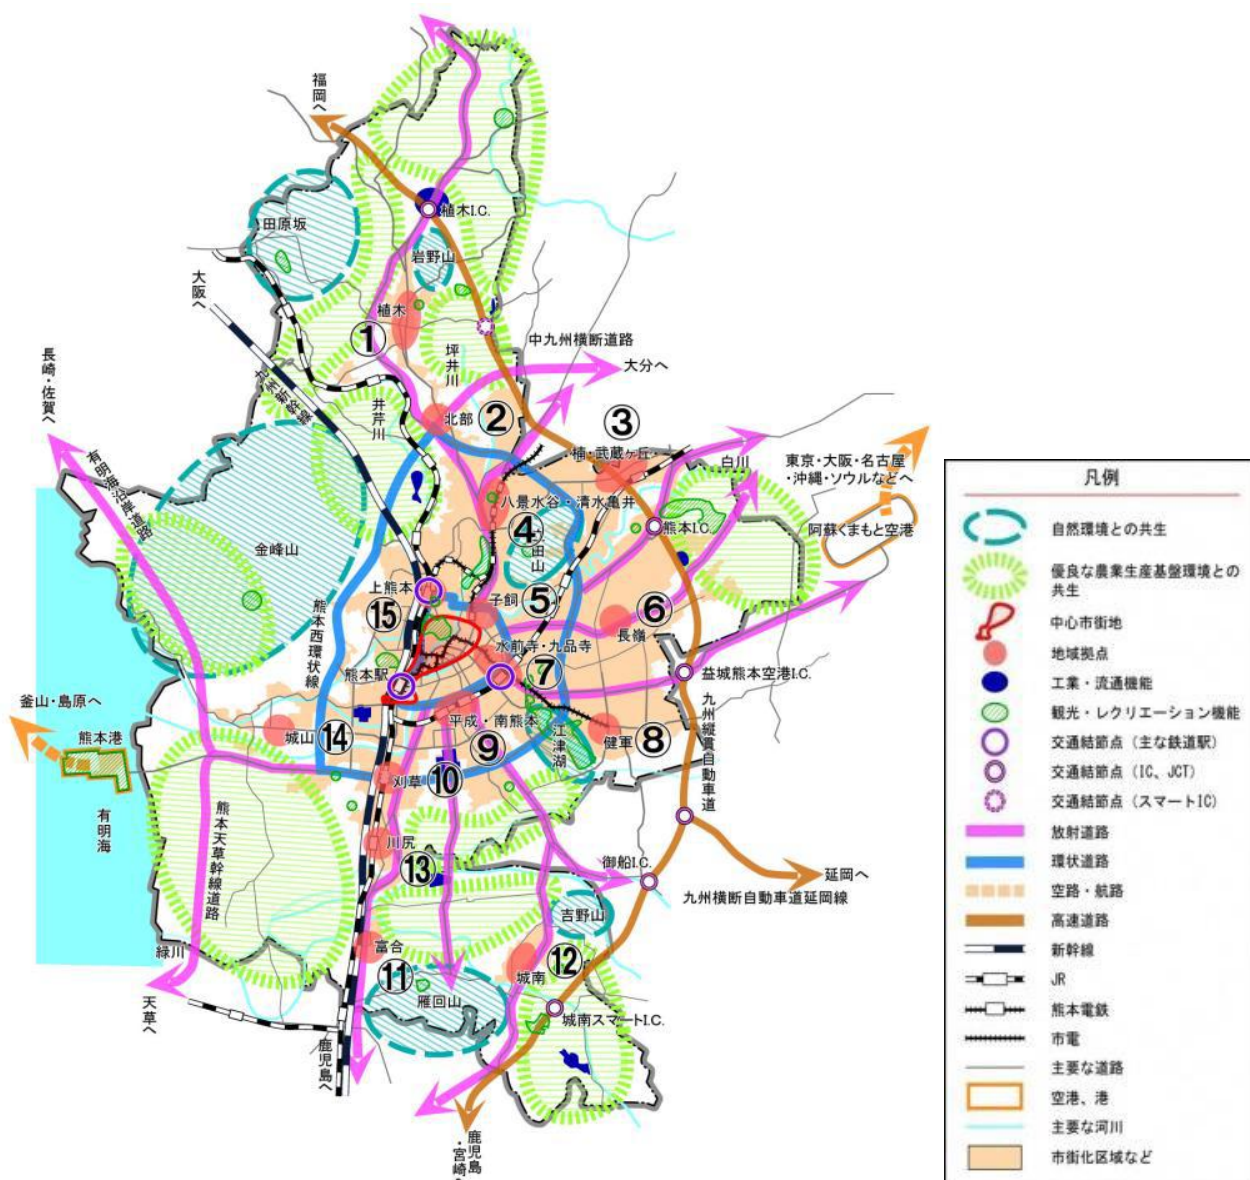 福岡へ
植木I.C.
田原坂
岩野山
大阪へ
植木
①
中九州横断道路
坪井川
大分へ
長崎・佐賀へ
九州新幹線
井芹川
北部
②
③
楠・武蔵ヶ丘
白川
東京・大阪・名古屋
・沖縄・ソウルなどへ
有明海沿岸道路
八景水谷・清水亀井
④
熊本I.C.
阿蘇くまもと空港
田山
金峰山
上熊本
子飼
⑤
⑥
⑮
長嶺
熊本西環状線
水前寺・九品寺
熊本駅
⑦
益城熊本空港I.C.
釜山・島原へ
熊本港
城山
⑭
平成・南熊本
⑨
江津湖
健軍
⑧
九州縦貫自動車道
刈草
⑩
有明海
熊本天草幹線道路
川尻
⑬
御船I.C.
延岡へ
九州横断自動車道延岡線
吉野山
緑川
富合
⑪
城南
⑫
天草へ
雁回山
城南スマートI.C.
鹿児島へ
鹿児島
・宮崎へ
凡例
自然環境との共生
優良な農業生産基盤環境との
共生
中心市街地
地域拠点
工業・流通機能
観光・レクリエーション機能
交通結節点（主な鉄道駅）
交通結節点（IC、JCT）
交通結節点（スマートIC）
放射道路
環状道路
空路・航路
高速道路
新幹線
JR
熊本電鉄
市電
主要な道路
空港、港
主要な河川
市街化区域など